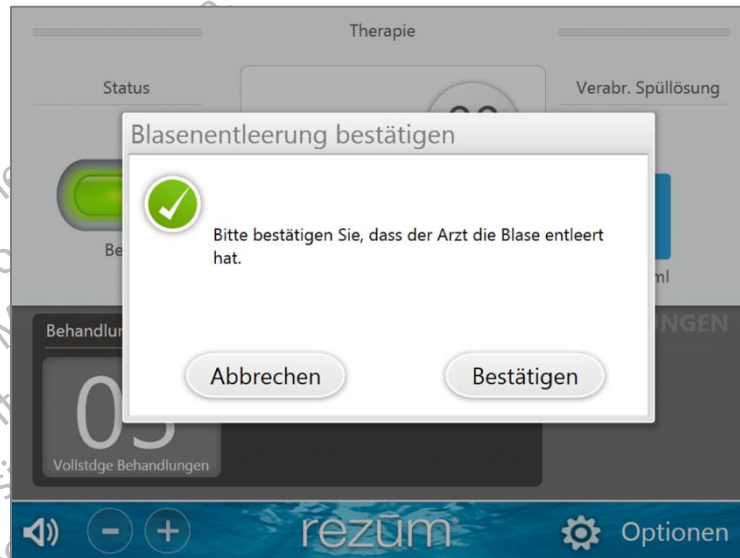 Therapie
Status
Verabr. Spüllösung
Blasenentleerung bestätigen
Bitte bestätigen Sie, dass der Arzt die Blase entleert
hat.
ml
Abbrechen
Bestätigen
Vollstdge Behandlungen
rezūm
Optionen